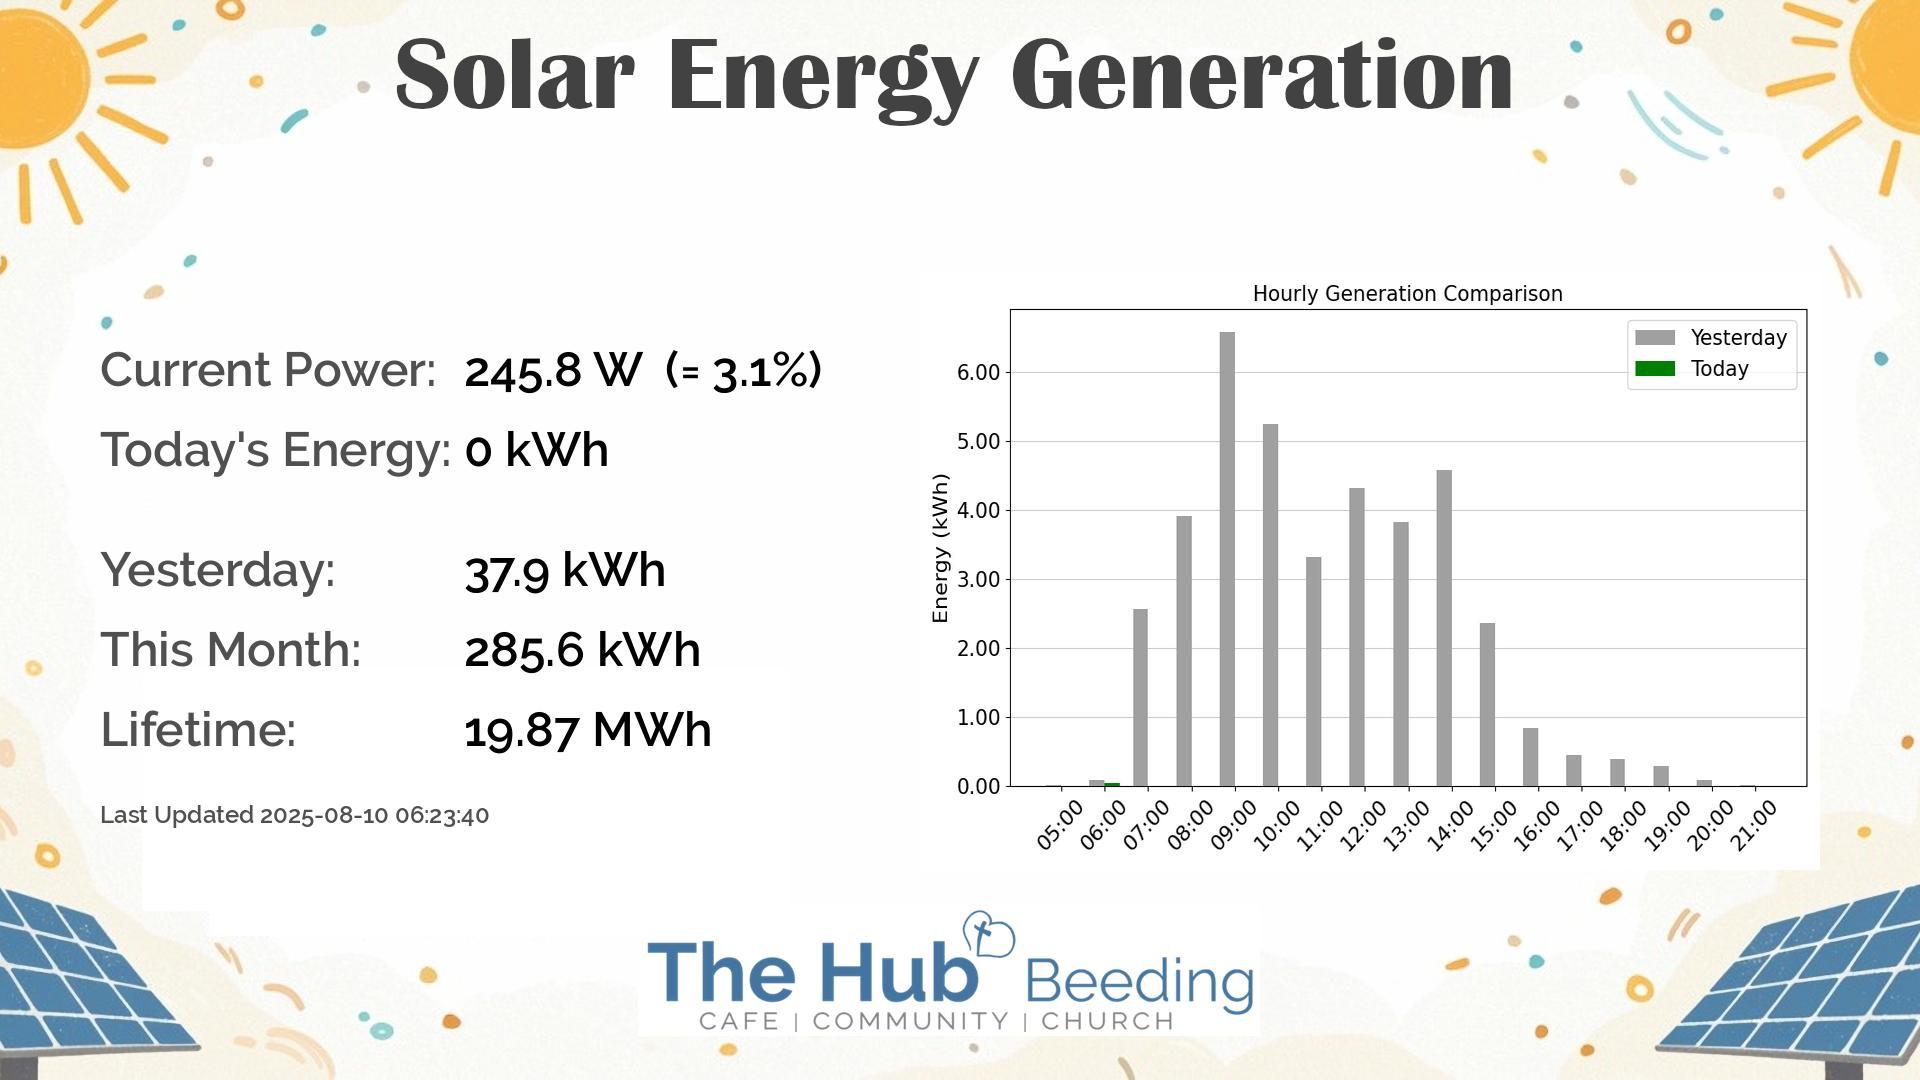 Solar Energy Generation
Current Power: 245.8 W (= 3.1%)
Today's Energy: 0 kWh
Yesterday: 37.9 kWh
This Month: 285.6 kWh
Lifetime: 19.87 MWh
Last Updated 2025-08-10 06:23:40
Hourly Generation Comparison
Yesterday
Today
Energy (kWh)
6.00
5.00
4.00
3.00
2.00
1.00
0.00
05:00 06:00 07:00 08:00 09:00 10:00 11:00 12:00 13:00 14:00 15:00 16:00 17:00 18:00 19:00 20:00 21:00
The Hub Beeding
CAFE | COMMUNITY | CHURCH